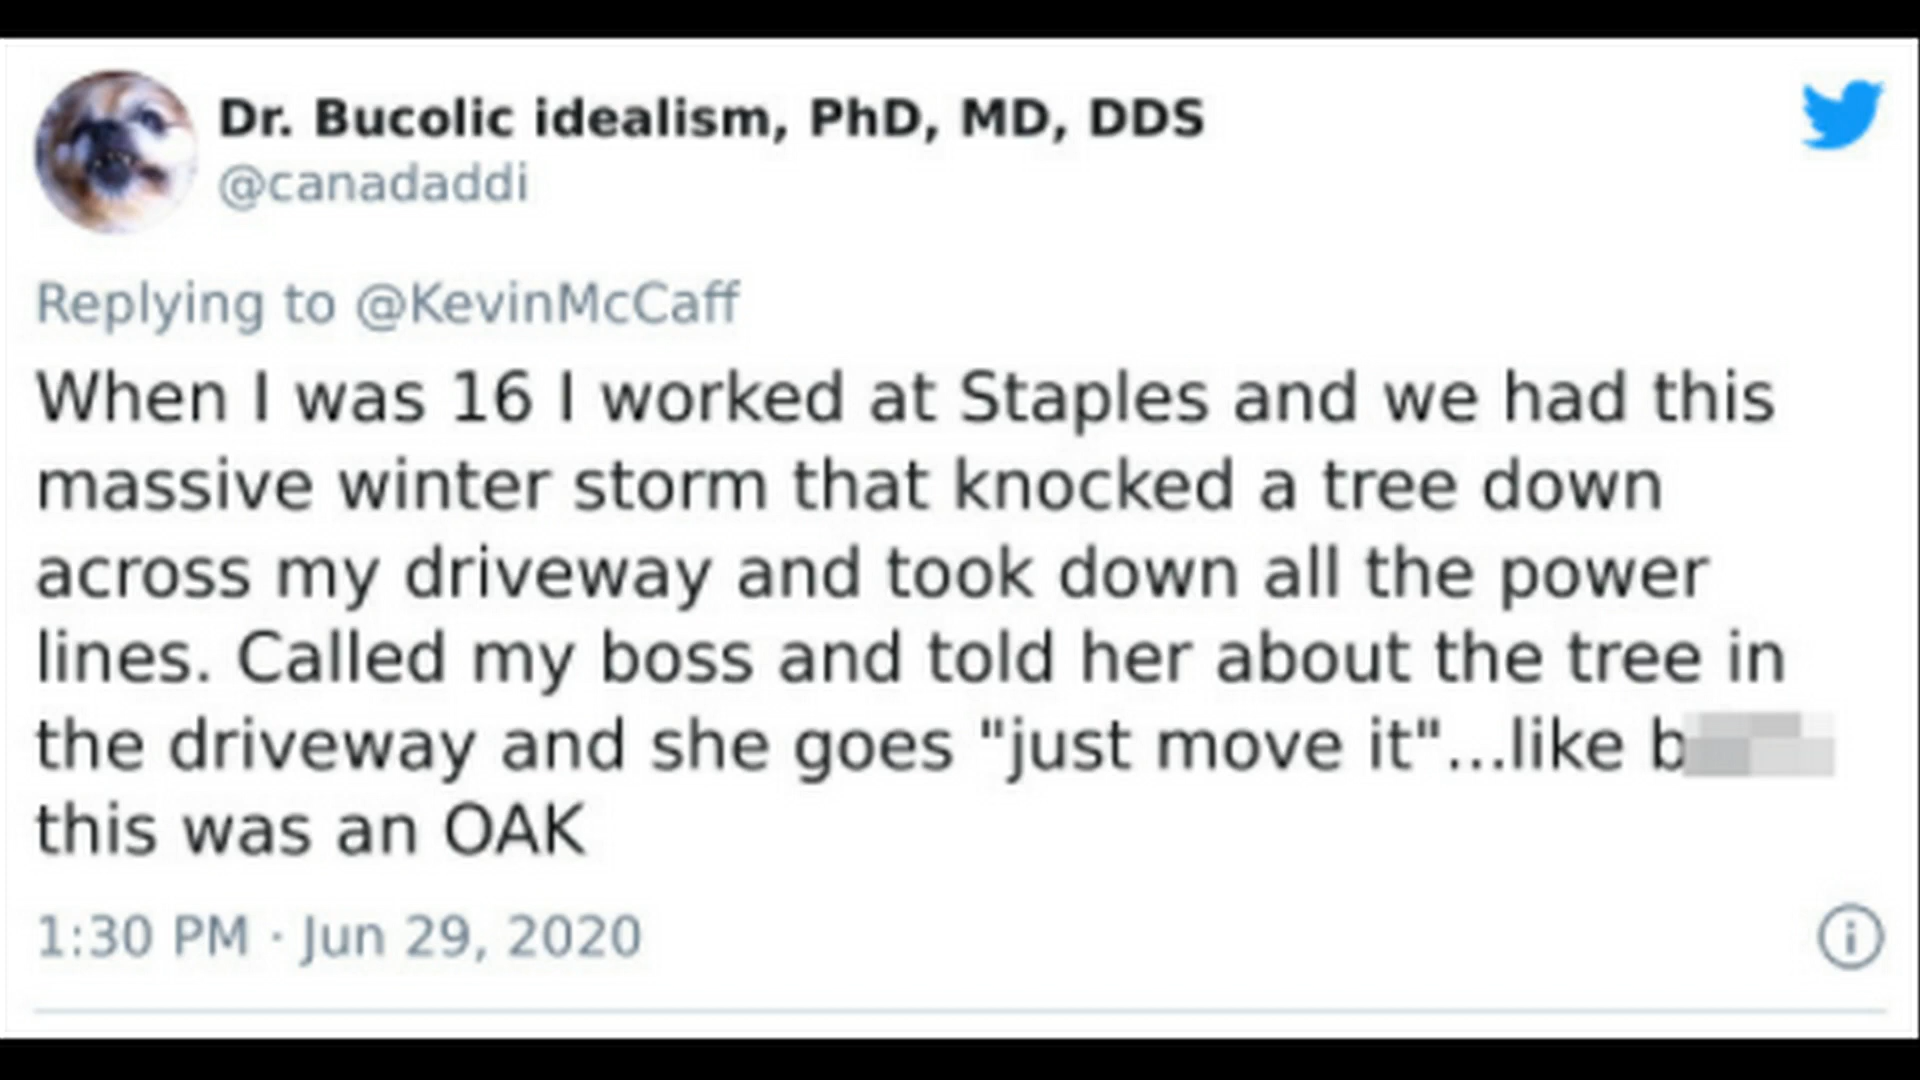 Dr. Bucolic idealism, PhD, MD, DDS
@canadaddi
Replying to @KevinMcCaff
When I was 16 I worked at Staples and we had this
massive winter storm that knocked a tree down
across my driveway and took down all the power
lines. Called my boss and told her about the tree in
the driveway and she goes "just move it"...like b
this was an OAK
1:30 PM · Jun 29, 2020